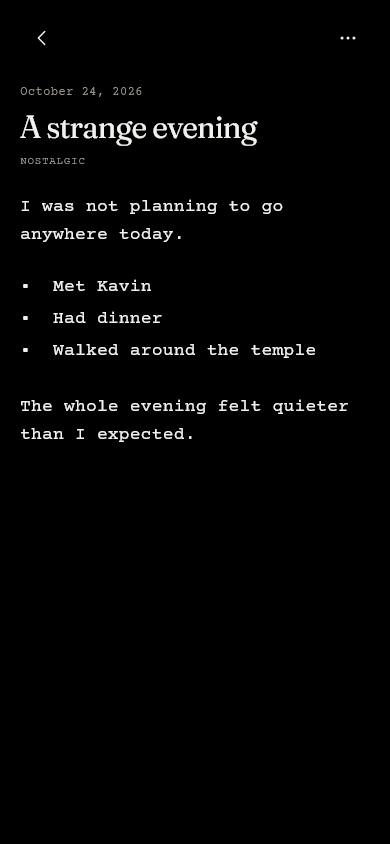 October 24, 2026
A strange evening
NOSTALGIC
I was not planning to go
anywhere today.
▪ Met Kavin
▪ Had dinner
▪ Walked around the temple
The whole evening felt quieter
than I expected.